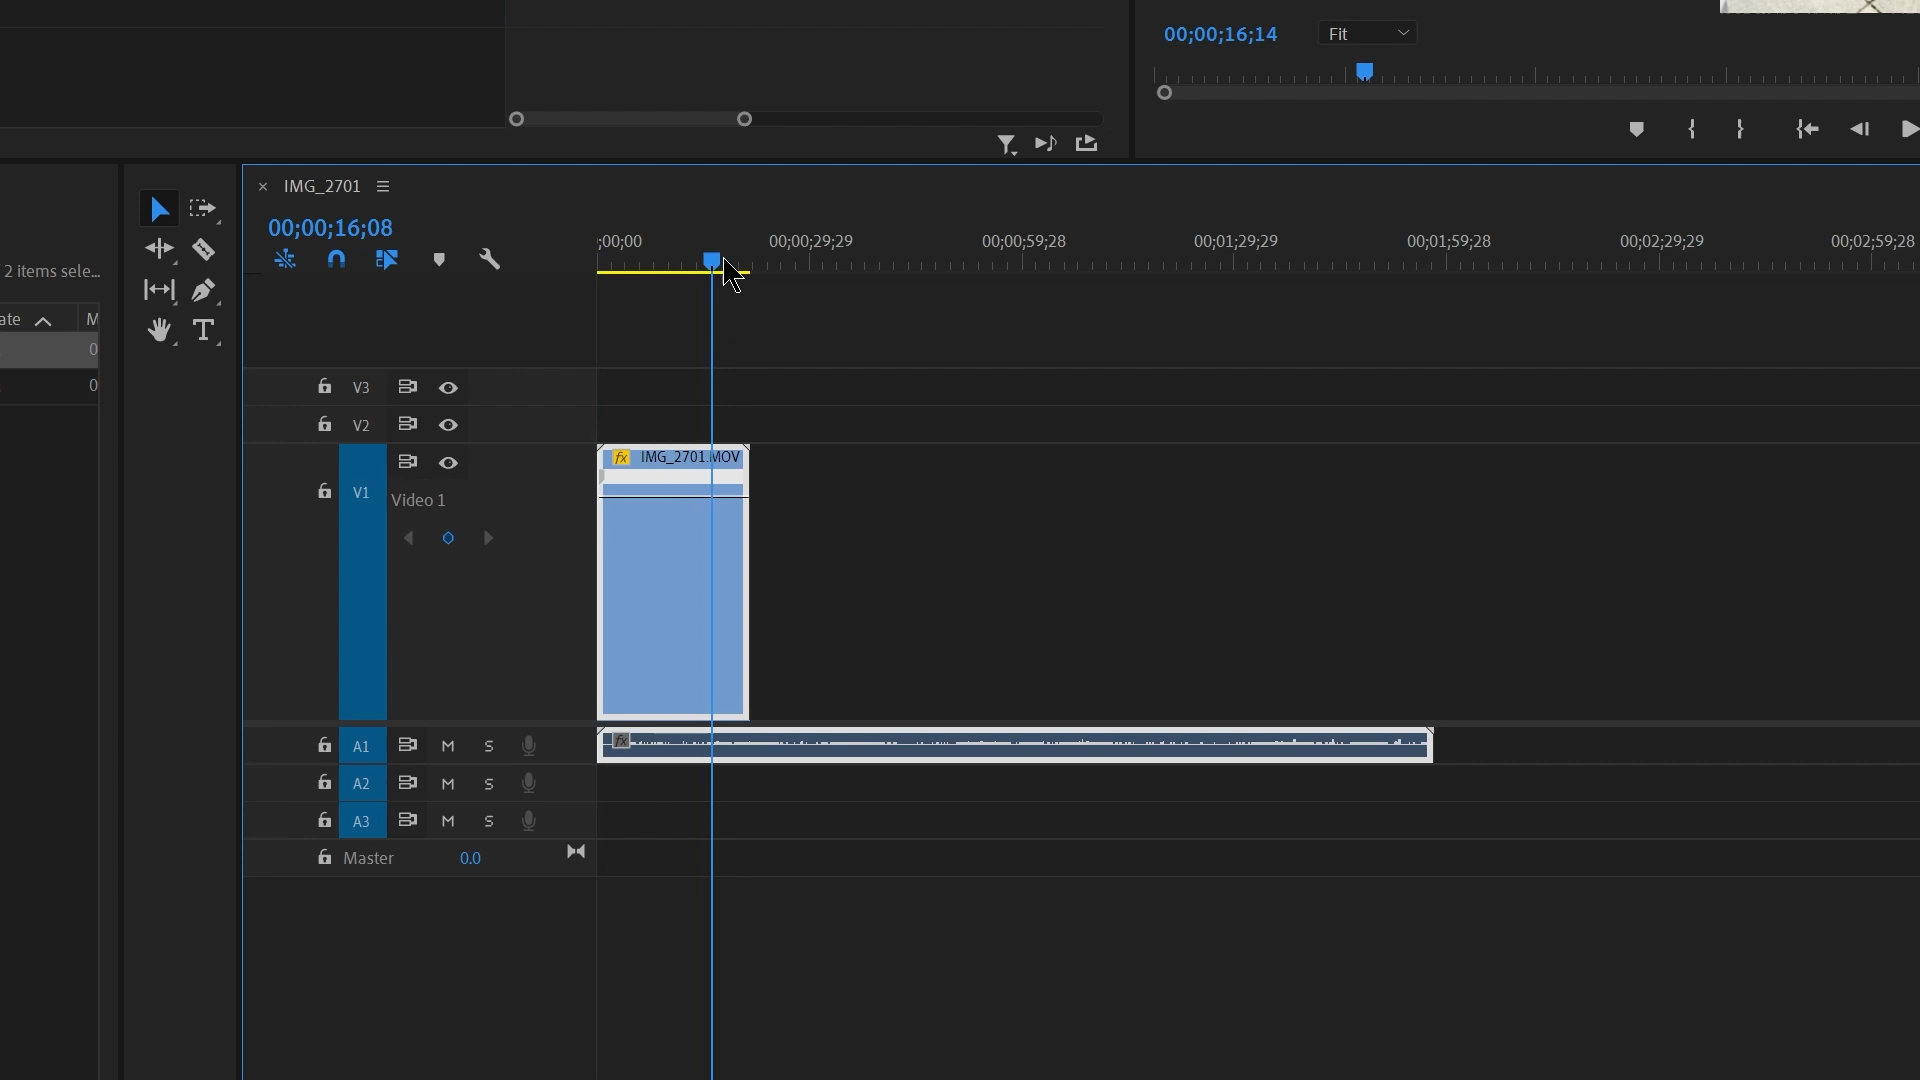 00;00;16;14 Fit
× IMG_2701
00;00;16;08
;00;00 00;00;29;29 00;00;59;28 00;01;29;29 00;01;59;28 00;02;29;29 00;02;59;28
2 items sele...
ate M
0
0
T
V3
V2
fx IMG_2701.MOV
V1
Video 1
A1 M S fx
A2 M S
A3 M S
Master 0.0